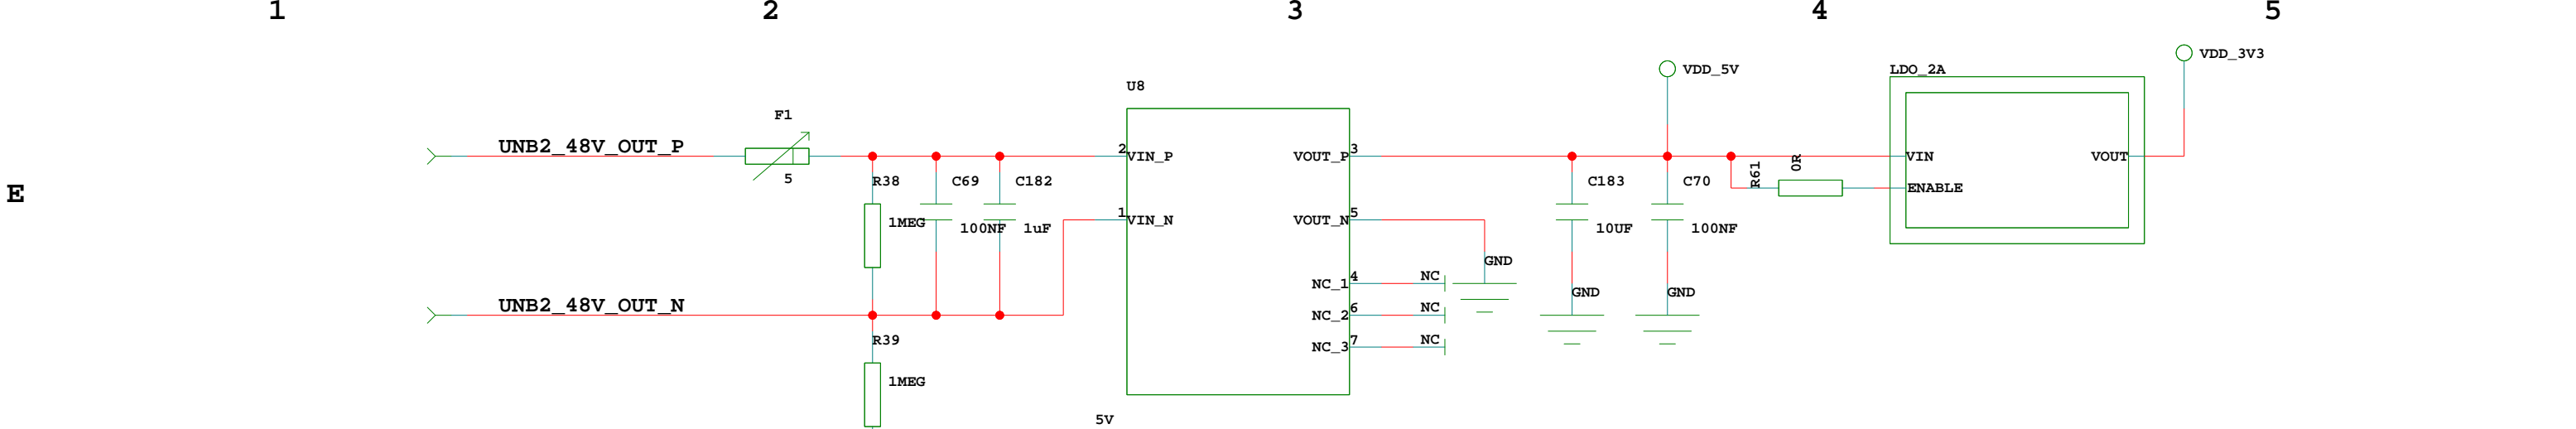 1 2 3 4 5
VDD_3V3
VDD_5V
LDO_2A
U8
F1
UNB2_48V_OUT_P
2 VIN_P
VOUT_P 3
VIN
VOUT
0R
R61
5
R38
C69
C182
C183
C70
ENABLE
E
1 VIN_N
VOUT_N 5
1MEG
100NF
1uF
10UF
100NF
GND
NC_1 4 NC
GND
GND
UNB2_48V_OUT_N
NC_2 6 NC
R39
NC_3 7 NC
1MEG
5V